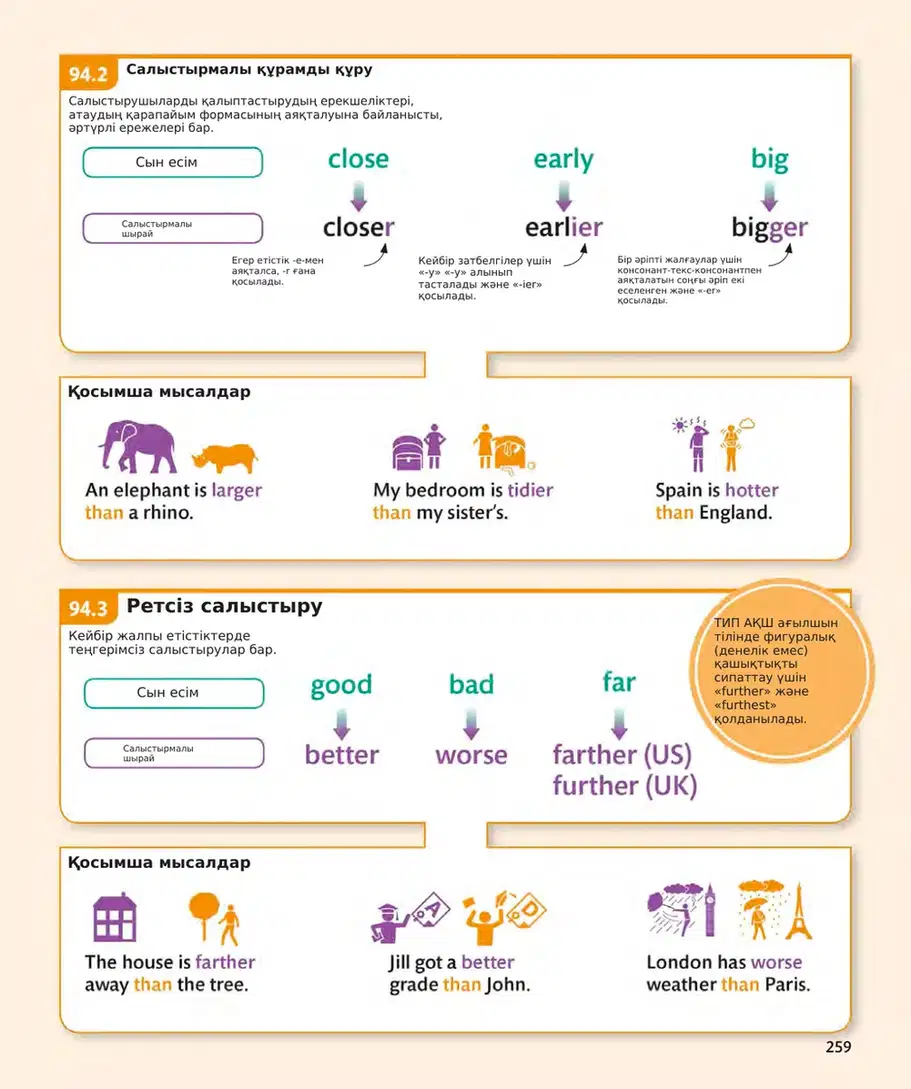 94.2 Салыстырмалы құрамды құру
Салыстырушыларды қалыптастырудың ерекшеліктері,
атаудың қарапайым формасының аяқталуына байланысты,
әртүрлі ережелері бар.
Сын есім
close
early
big
Салыстырмалы
шырай
closer
earlier
bigger
Егер етістік -е-мен
аяқталса, -r ғана
қосылады.
Кейбір затбелгілер үшін
«-у» «-у» алынып
тасталады және «-ier»
қосылады.
Бір әріпті жалғаулар үшін
консонант-текс-консонантпен
аяқталатын соңғы әріп екі
еселенген және «-er»
қосылады.
Қосымша мысалдар
An elephant is larger
than a rhino.
My bedroom is tidier
than my sister's.
Spain is hotter
than England.
94.3 Ретсіз салыстыру
Кейбір жалпы етістіктерде
теңгерімсіз салыстырулар бар.
ТИП АҚШ ағылшын
тілінде фигуралық
(денелік емес)
қашықтықты
сипаттау үшін
«further» және
«furthest»
қолданылады.
Сын есім
good
bad
far
Салыстырмалы
шырай
better
worse
farther (US)
further (UK)
Қосымша мысалдар
A
D
The house is farther
away than the tree.
Jill got a better
grade than John.
London has worse
weather than Paris.
259